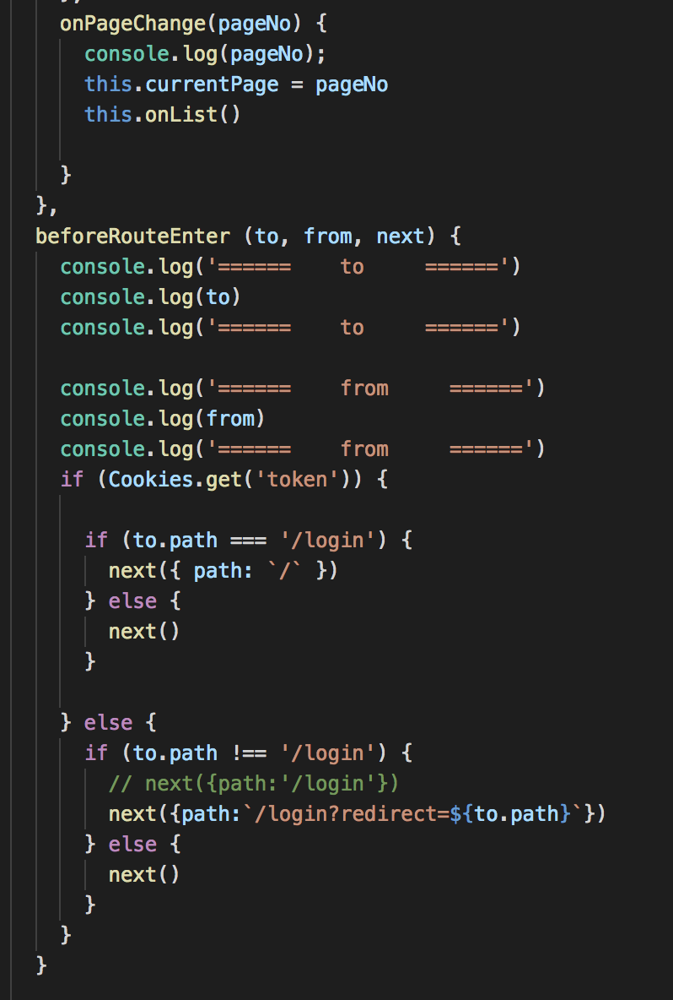 },
onPageChange(pageNo) {
console.log(pageNo);
this.currentPage = pageNo
this.onList()
}
},
beforeRouteEnter (to, from, next) {
console.log('======    to     ======')
console.log(to)
console.log('======    to     ======')
console.log('======    from     ======')
console.log(from)
console.log('======    from     ======')
if (Cookies.get('token')) {
if (to.path === '/login') {
next({ path: `/` })
} else {
next()
}
} else {
if (to.path !== '/login') {
// next({path:'/login'})
next({path:`/login?redirect=${to.path}`})
} else {
next()
}
}
}